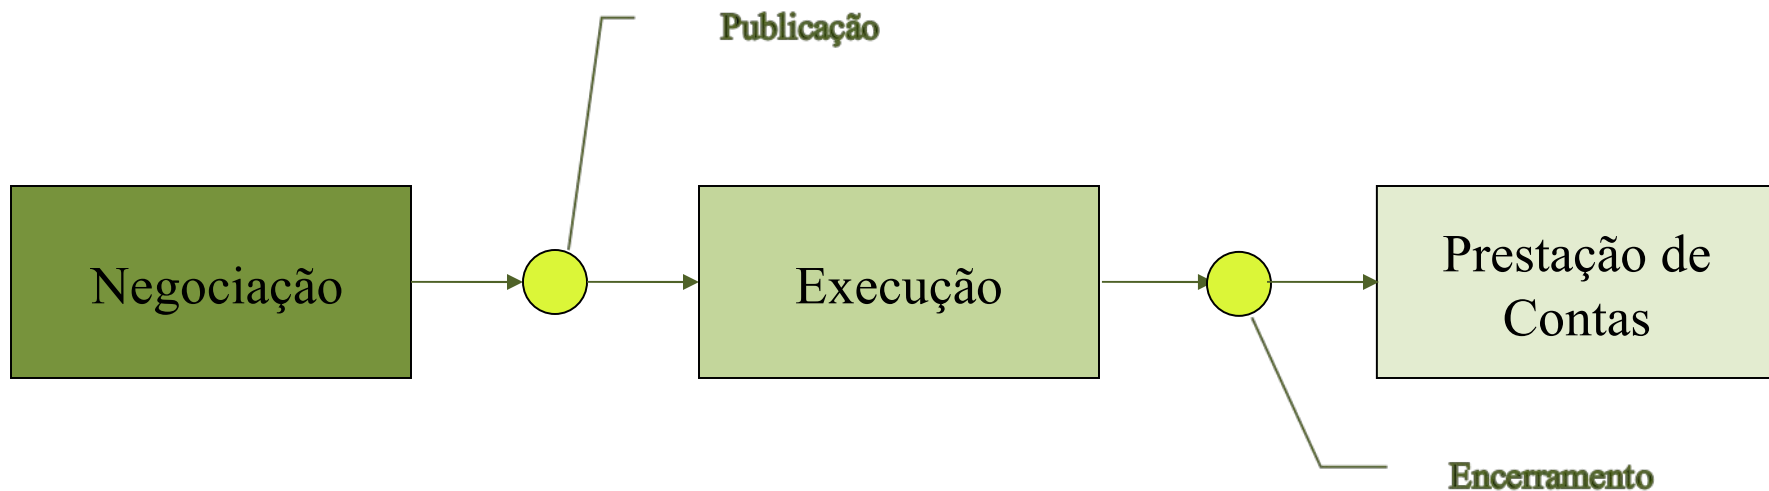 Publicação
Negociação
Execução
Prestação de
Contas
Encerramento